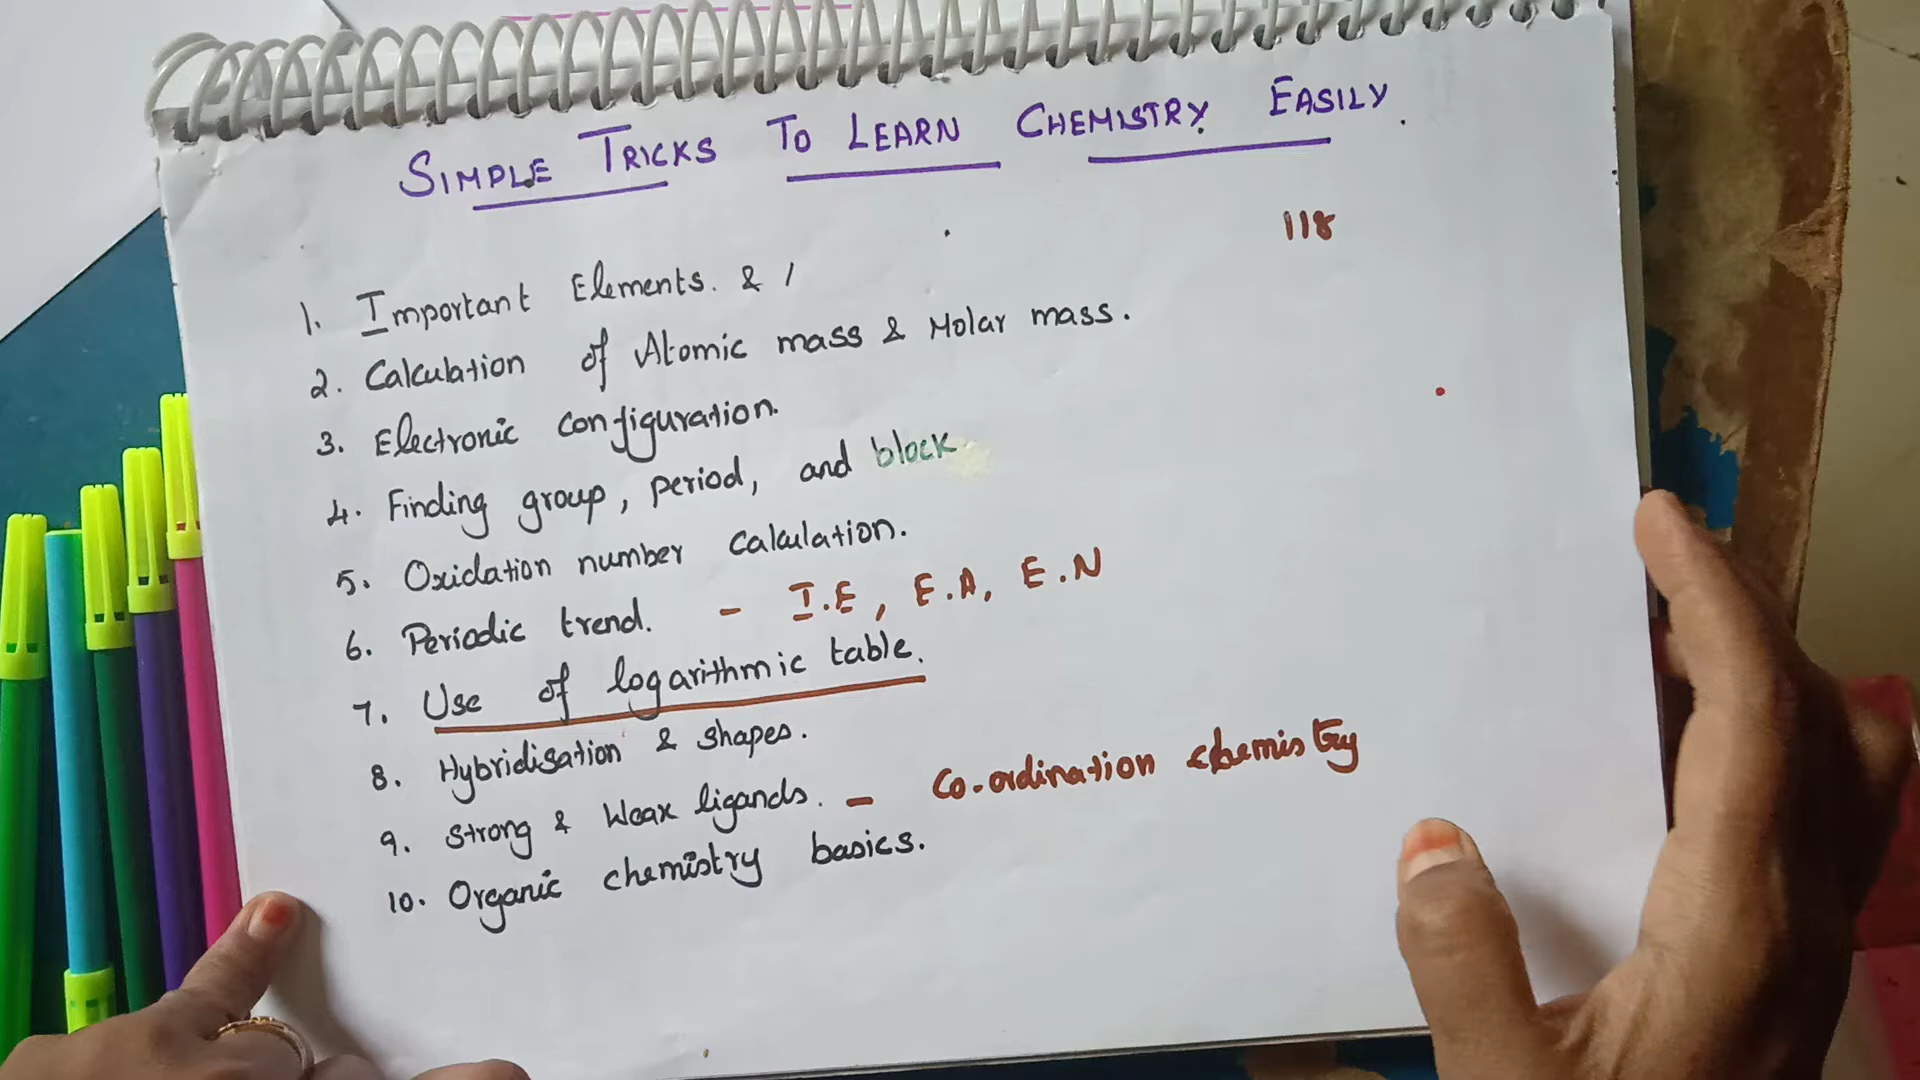 SIMPLE TRICKS TO LEARN CHEMISTRY EASILY.
118
1. Important Elements. & /
2. Calculation of Atomic mass & Molar mass.
3. Electronic configuration.
4. Finding group, period, and block
5. Oxidation number calculation.
6. Periodic trend. - I.E, E.A, E.N
7. Use of logarithmic table.
8. Hybridisation & shapes.
9. Strong & Weak ligands. - Co-ordination chemistry
10. Organic chemistry basics.